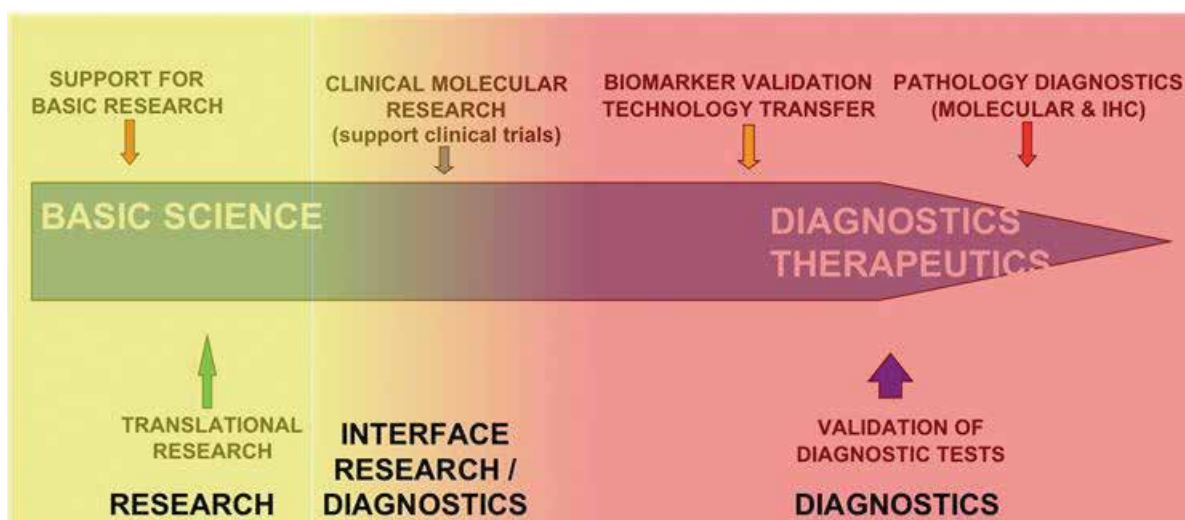 SUPPORT FOR
BASIC RESEARCH
CLINICAL MOLECULAR
RESEARCH
(support clinical trials)
BIOMARKER VALIDATION
TECHNOLOGY TRANSFER
PATHOLOGY DIAGNOSTICS
(MOLECULAR & IHC)
BASIC SCIENCE
DIAGNOSTICS
THERAPEUTICS
TRANSLATIONAL
RESEARCH
RESEARCH
INTERFACE
RESEARCH /
DIAGNOSTICS
VALIDATION OF
DIAGNOSTIC TESTS
DIAGNOSTICS